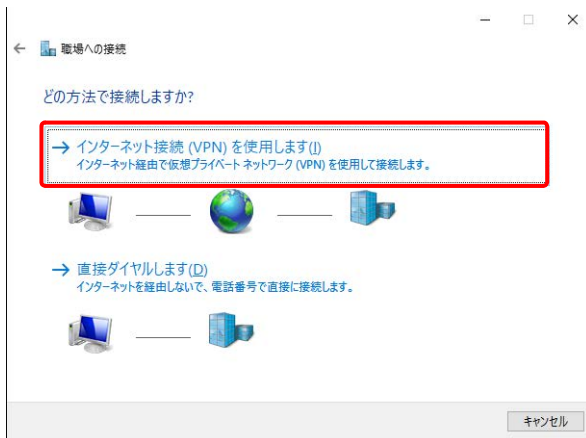 職場への接続
どの方法で接続しますか?
インターネット接続 (VPN) を使用します(I)
インターネット経由で仮想プライベート ネットワーク (VPN) を使用して接続します。
直接ダイヤルします(D)
インターネットを経由しないで、電話番号で直接に接続します。
キャンセル